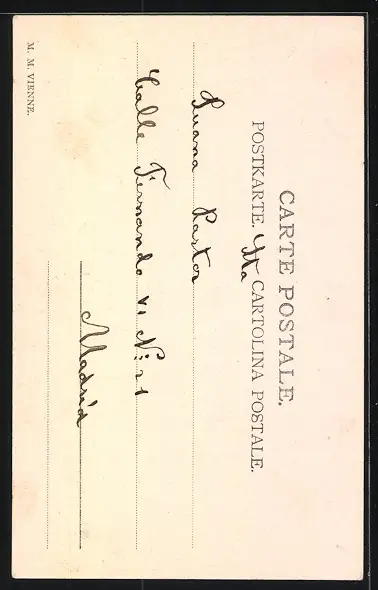 CARTE POSTALE.
POSTKARTE. CARTOLINA POSTALE.
Sta
Juana Pastor
Calle Fernando VI Nº: 21
Madrid
M. M. VIENNE.